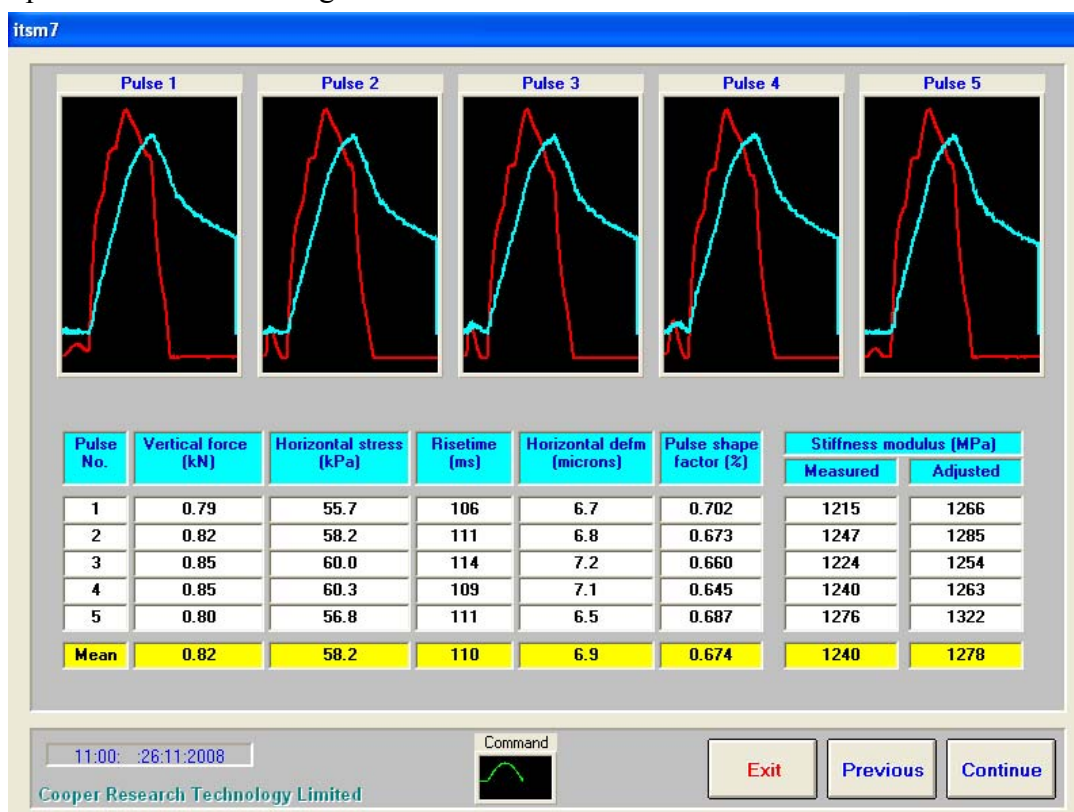 itsm7
Pulse 1 Pulse 2 Pulse 3 Pulse 4 Pulse 5
Pulse No. Vertical force (kN) Horizontal stress (kPa) Risetime (ms) Horizontal defm (microns) Pulse shape factor (%) Stiffness modulus (MPa)
Measured Adjusted
1 0.79 55.7 106 6.7 0.702 1215 1266
2 0.82 58.2 111 6.8 0.673 1247 1285
3 0.85 60.0 114 7.2 0.660 1224 1254
4 0.85 60.3 109 7.1 0.645 1240 1263
5 0.80 56.8 111 6.5 0.687 1276 1322
Mean 0.82 58.2 110 6.9 0.674 1240 1278
11:00: :26:11:2008
Command
Exit Previous Continue
Cooper Research Technology Limited